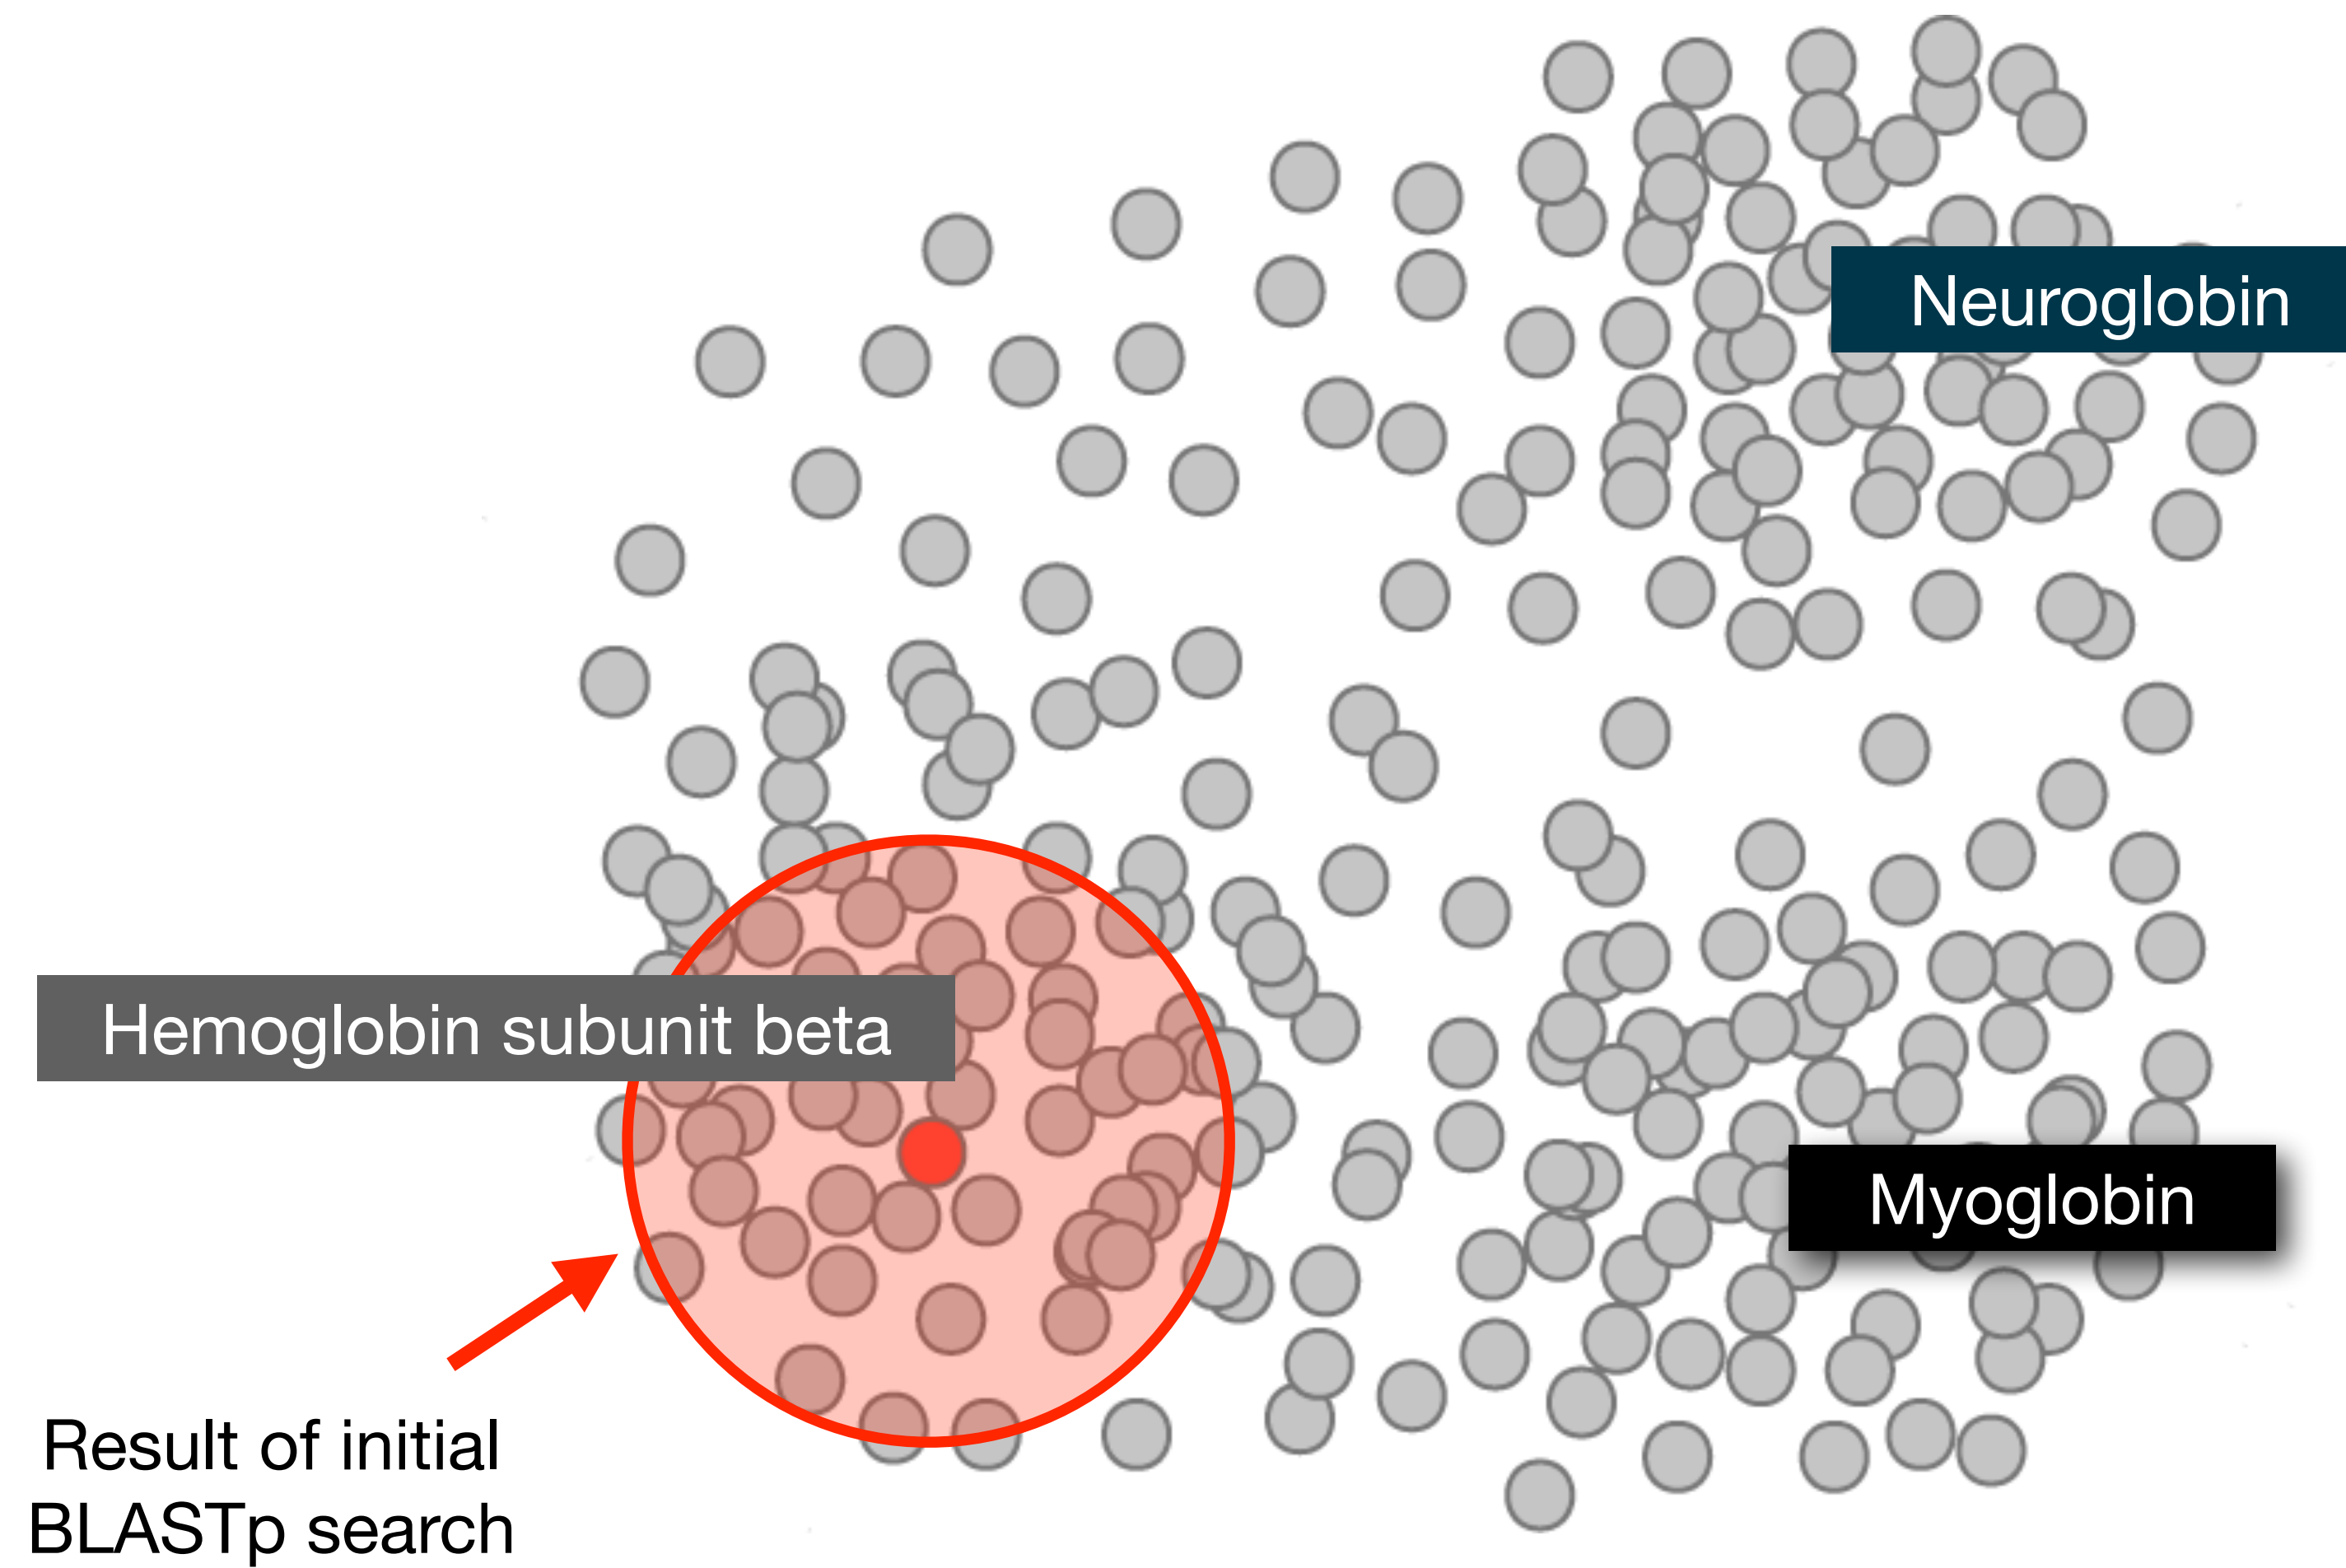 Neuroglobin
Hemoglobin subunit beta
Myoglobin
Result of initial
BLASTp search